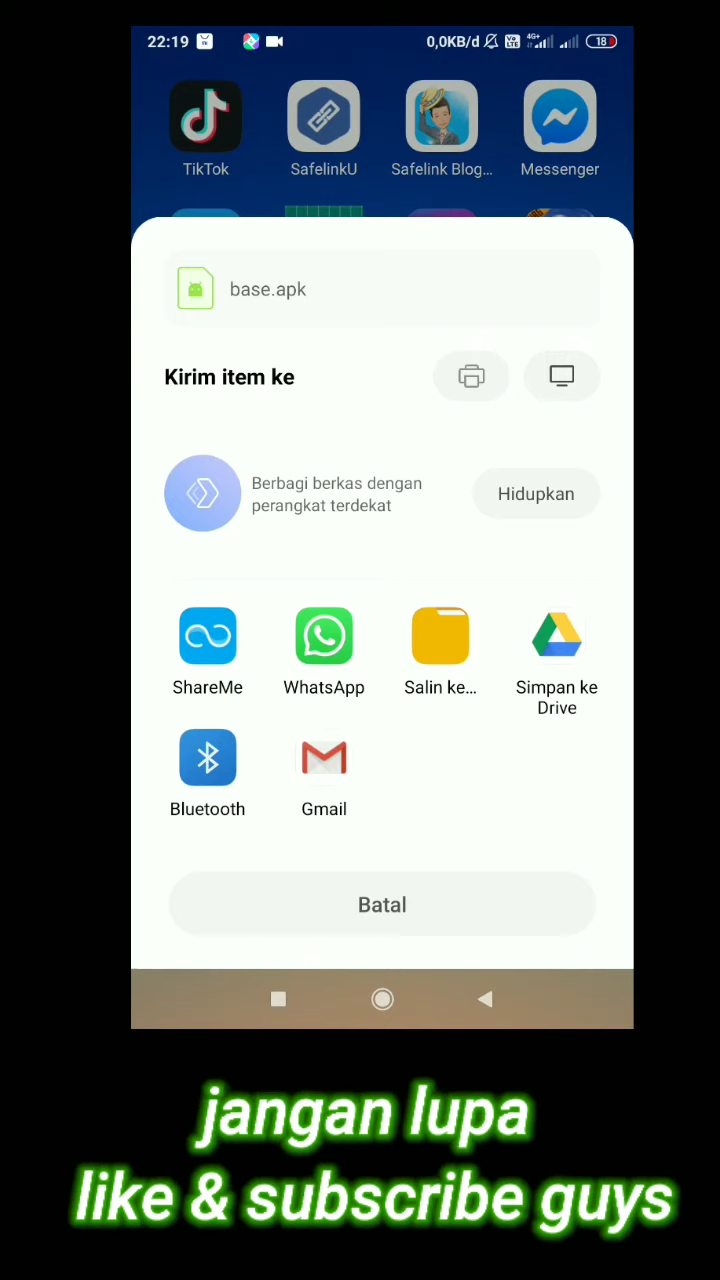 22:19
0,0KB/d
4G+
18
TikTok
SafelinkU
Safelink Blog...
Messenger
base.apk
Kirim item ke
Berbagi berkas dengan
perangkat terdekat
Hidupkan
ShareMe
WhatsApp
Salin ke...
Simpan ke
Drive
Bluetooth
Gmail
Batal
jangan lupa
like & subscribe guys